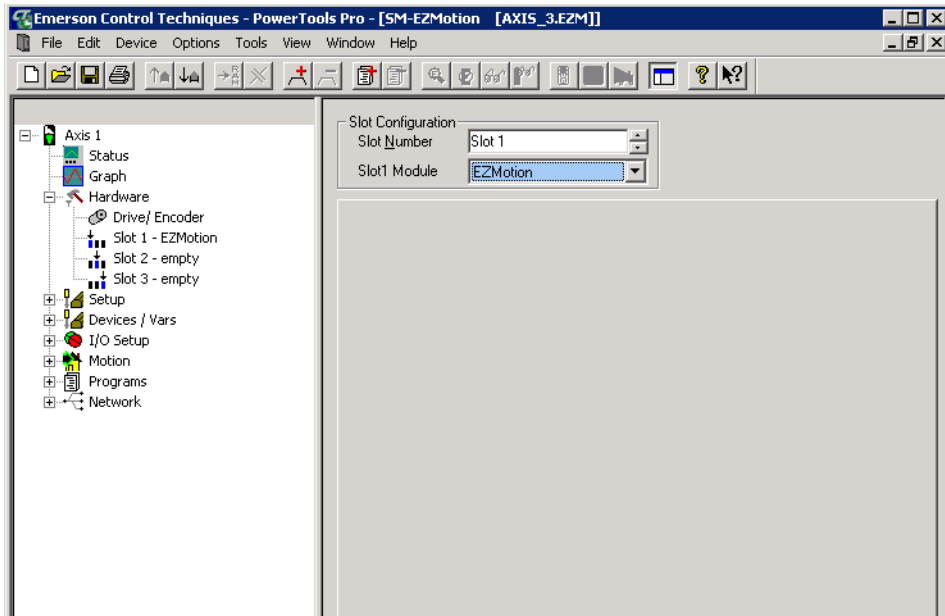 Emerson Control Techniques - PowerTools Pro - [SM-EZMotion [AXIS_3.EZM]]
File Edit Device Options Tools View Window Help
Axis 1
Status
Graph
Hardware
Drive/ Encoder
Slot 1 - EZMotion
Slot 2 - empty
Slot 3 - empty
Setup
Devices / Vars
I/O Setup
Motion
Programs
Network
Slot Configuration
Slot Number Slot 1
Slot1 Module EZMotion